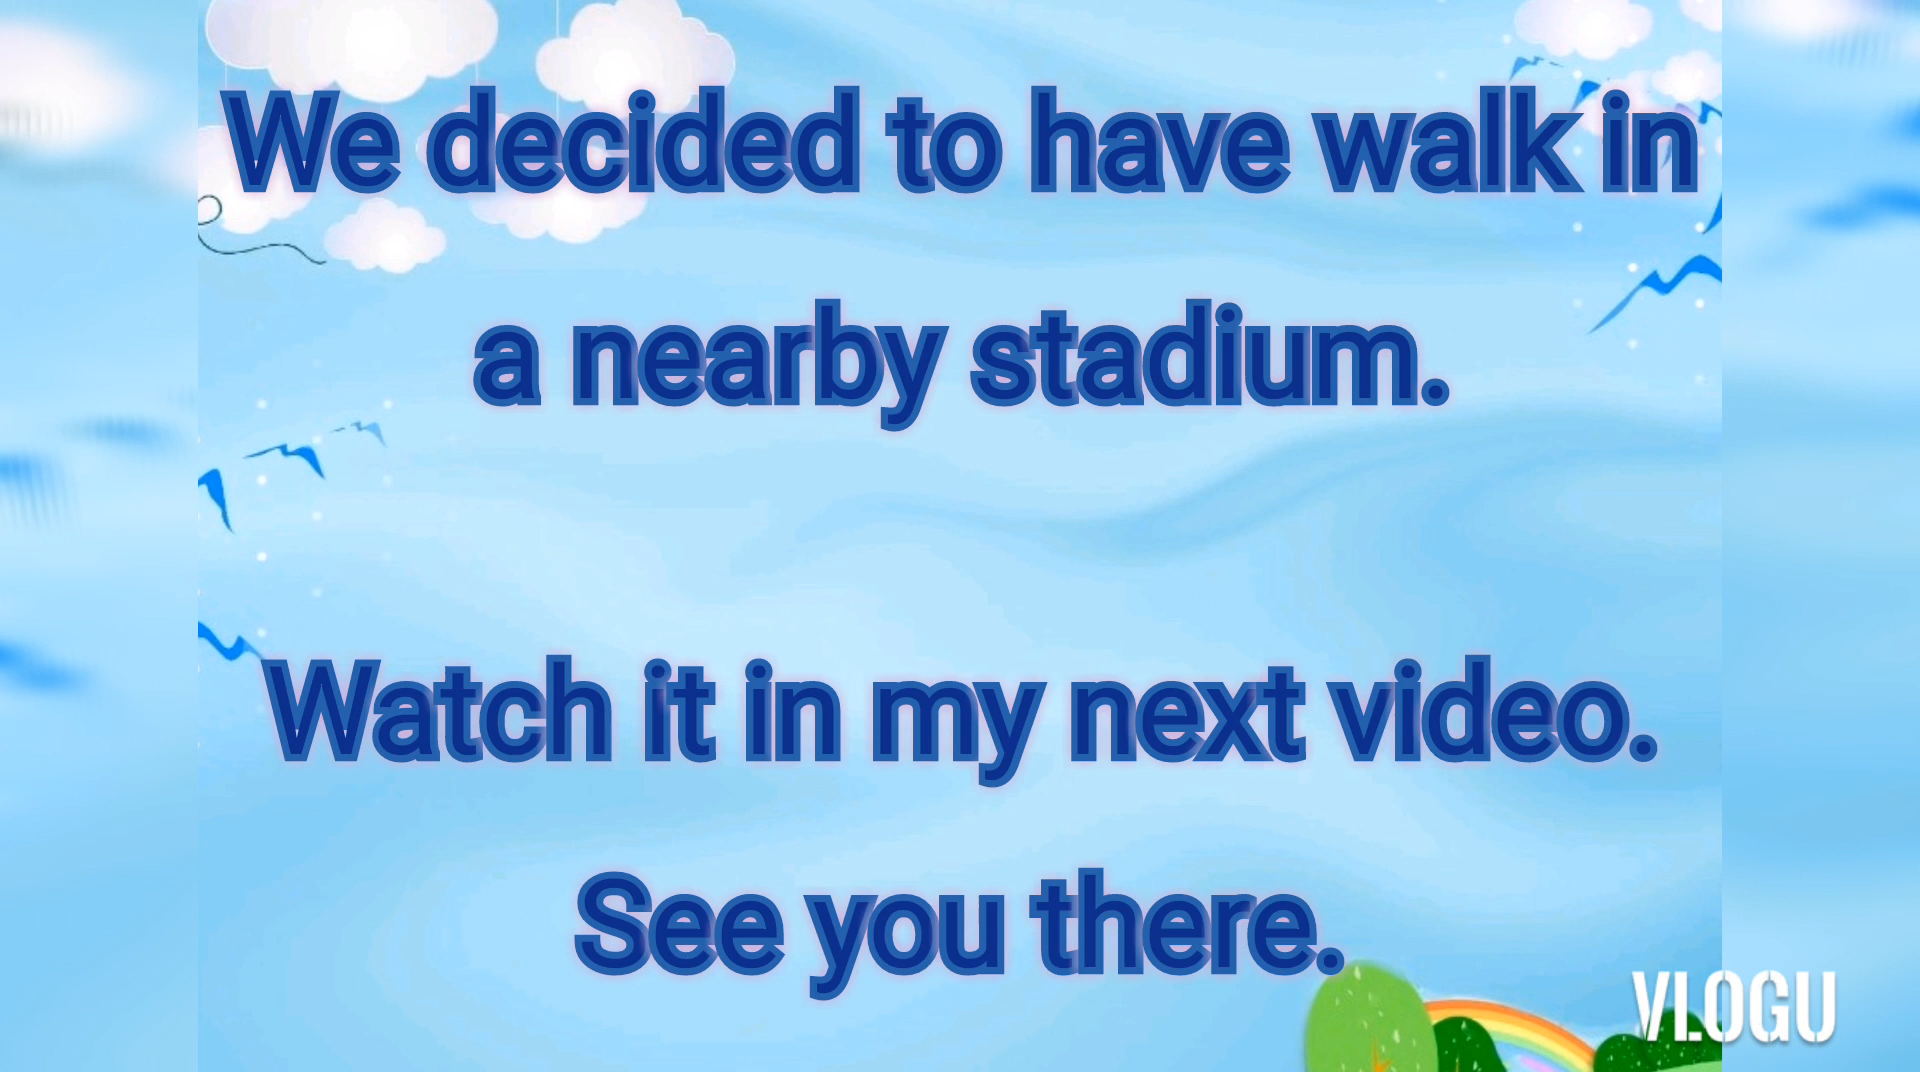 We decided to have walk in
a nearby stadium.
Watch it in my next video.
See you there.
VLOGU